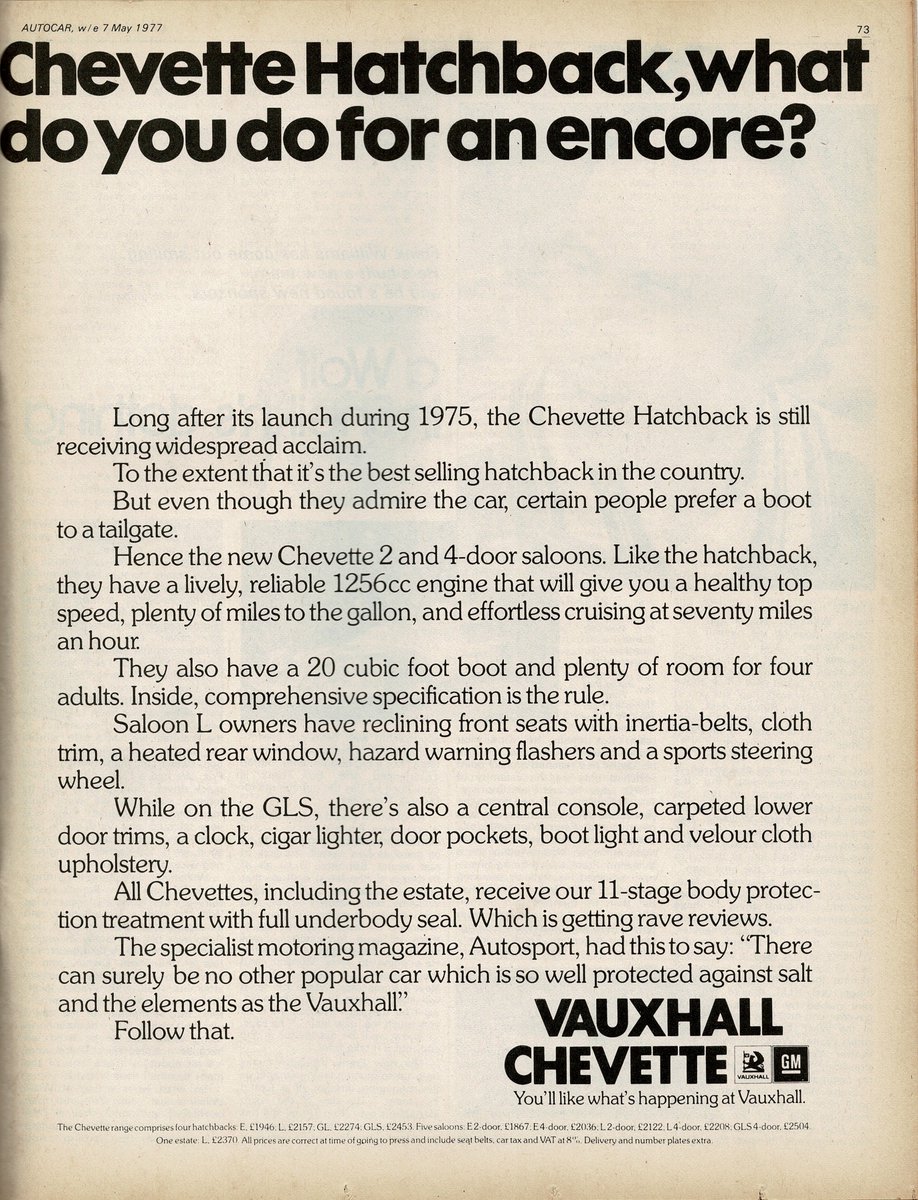 AUTOCAR, w/e 7 May 1977
73
Chevette Hatchback, what
do you do for an encore?
Long after its launch during 1975, the Chevette Hatchback is still
receiving widespread acclaim.
To the extent that it's the best selling hatchback in the country.
But even though they admire the car, certain people prefer a boot
to a tailgate.
Hence the new Chevette 2 and 4-door saloons. Like the hatchback,
they have a lively, reliable 1256cc engine that will give you a healthy top
speed, plenty of miles to the gallon, and effortless cruising at seventy miles
an hour.
They also have a 20 cubic foot boot and plenty of room for four
adults. Inside, comprehensive specification is the rule.
Saloon L owners have reclining front seats with inertia-belts, cloth
trim, a heated rear window, hazard warning flashers and a sports steering
wheel.
While on the GLS, there's also a central console, carpeted lower
door trims, a clock, cigar lighter, door pockets, boot light and velour cloth
upholstery.
All Chevettes, including the estate, receive our 11-stage body protec-
tion treatment with full underbody seal. Which is getting rave reviews.
The specialist motoring magazine, Autosport, had this to say: “There
can surely be no other popular car which is so well protected against salt
and the elements as the Vauxhall.”
Follow that.
VAUXHALL
CHEVETTE
VAUXHALL
GM
You'll like what's happening at Vauxhall.
The Chevette range comprises four hatchbacks: E, £1946; L, £2157; GL, £2274; GLS, £2453. Five saloons: E 2-door, £1867; E 4-door, £2036; L 2-door, £2122; L 4-door, £2208; GLS 4-door, £2504.
One estate: L, £2370. All prices are correct at time of going to press and include seat belts, car tax and VAT at 8%. Delivery and number plates extra.